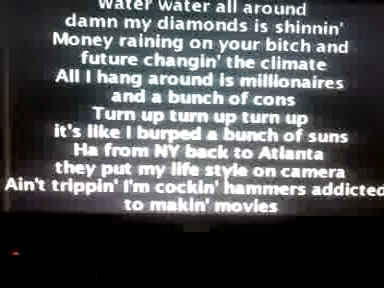 Water water all around
damn my diamonds is shinnin'
Money raining on your bitch and
future changin' the climate
All I hang around is millionaires
and a bunch of cons
Turn up turn up turn up
it's like I burped a bunch of suns
Ha from NY back to Atlanta
they put my life style on camera
Ain't trippin' I'm cockin' hammers addicted
to makin' movies